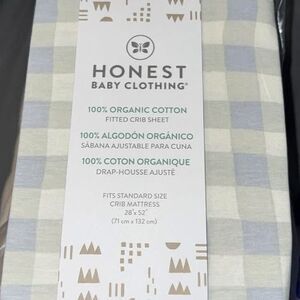 HONEST
BABY CLOTHING®
100% ORGANIC COTTON
FITTED CRIB SHEET
100% ALGODÓN ORGÁNICO
SÁBANA AJUSTABLE PARA CUNA
100% COTON ORGANIQUE
DRAP-HOUSSE AJUSTÉ
FITS STANDARD SIZE
CRIB MATTRESS
28"x 52"
(71 cm x 132 cm)